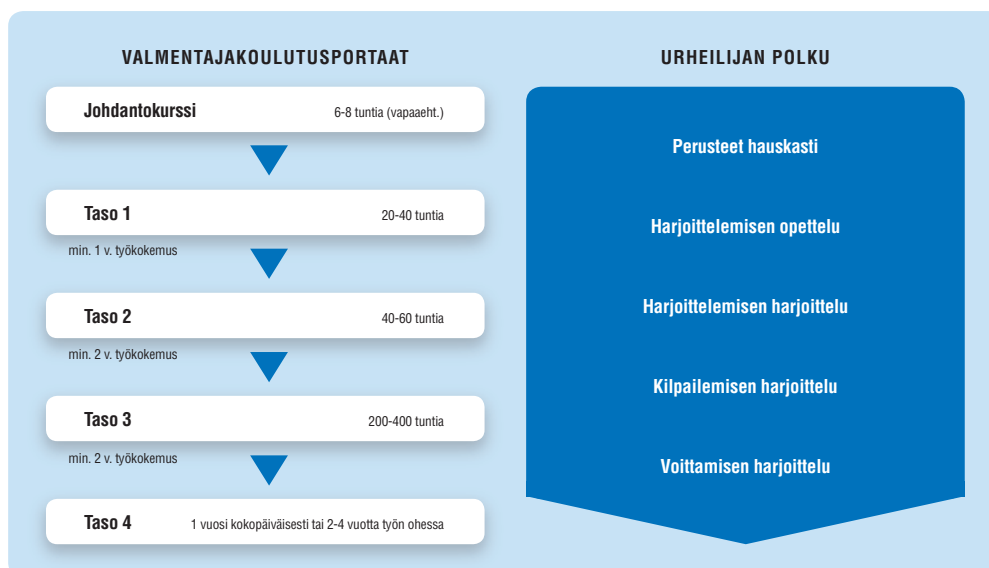 VALMENTAJAKOULUTUSPORTAAT
Johdantokurssi 6-8 tuntia (vapaaeht.)
Taso 1 20-40 tuntia
min. 1 v. työkokemus
Taso 2 40-60 tuntia
min. 2 v. työkokemus
Taso 3 200-400 tuntia
min. 2 v. työkokemus
Taso 4 1 vuosi kokopäiväisesti tai 2-4 vuotta työn ohessa
URHEILIJAN POLKU
Perusteet hauskasti
Harjoittelemisen opettelu
Harjoittelemisen harjoittelu
Kilpailemisen harjoittelu
Voittamisen harjoittelu